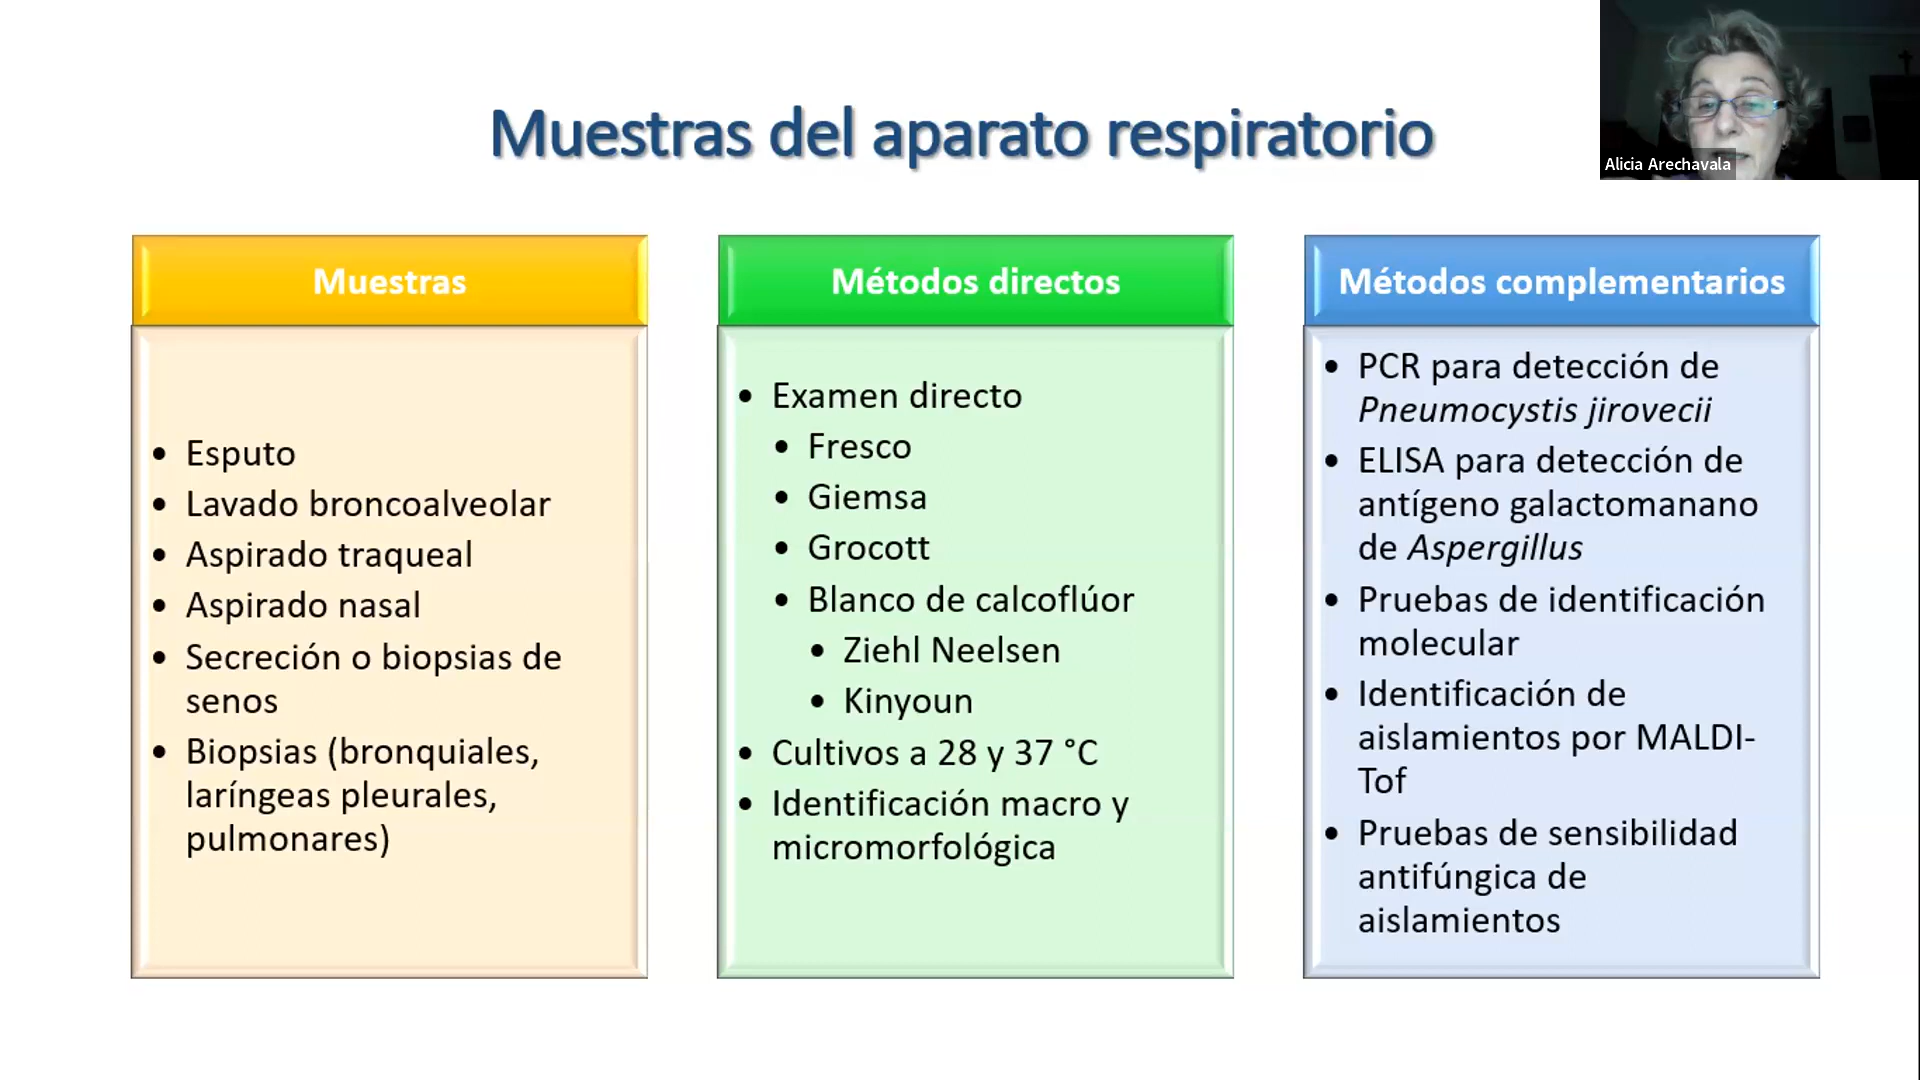 Muestras del aparato respiratorio
Alicia Arechavala
Muestras
• Esputo
• Lavado broncoalveolar
• Aspirado traqueal
• Aspirado nasal
• Secreción o biopsias de
senos
• Biopsias (bronquiales,
laríngeas pleurales,
pulmonares)
Métodos directos
• Examen directo
• Fresco
• Giemsa
• Grocott
• Blanco de calcoflúor
• Ziehl Neelsen
• Kinyoun
• Cultivos a 28 y 37 °C
• Identificación macro y
micromorfológica
Métodos complementarios
• PCR para detección de
Pneumocystis jirovecii
• ELISA para detección de
antígeno galactomanano
de Aspergillus
• Pruebas de identificación
molecular
• Identificación de
aislamientos por MALDI-
Tof
• Pruebas de sensibilidad
antifúngica de
aislamientos